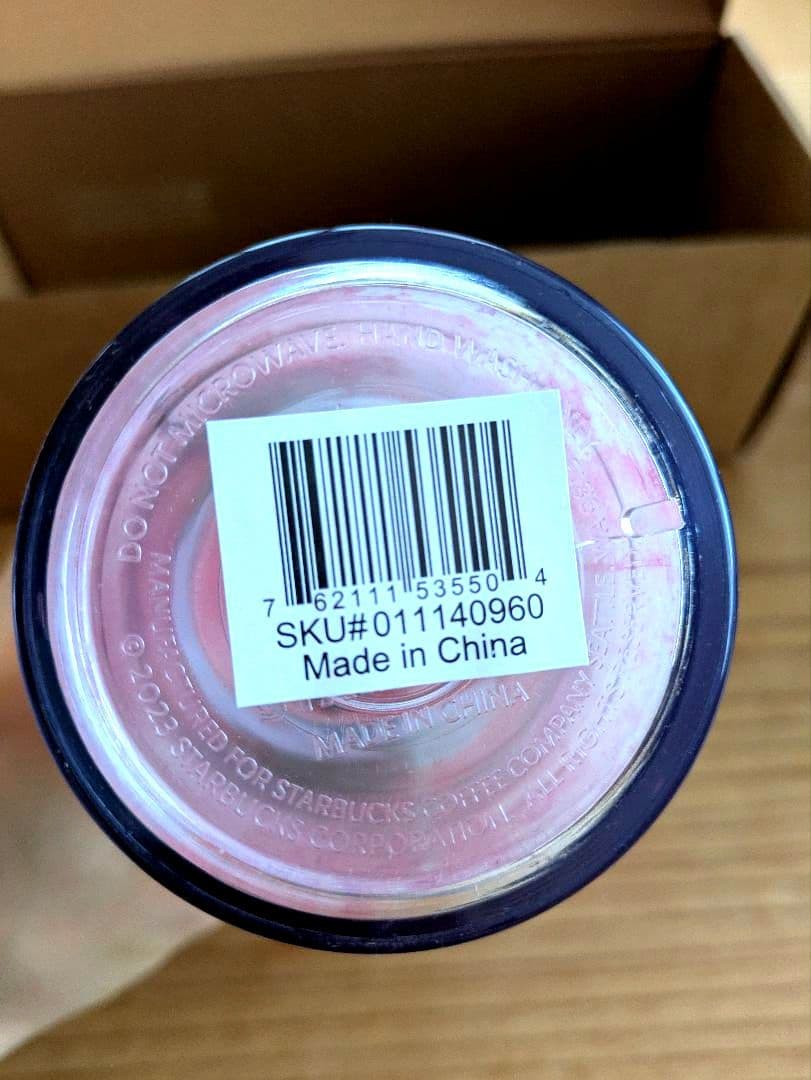 DO NOT MICROWAVE. HAND WASH
7 62111 53550 4
SKU#011140960
Made in China
MADE IN CHINA
MANUFACTURED FOR STARBUCKS COFFEE COMPANY, SEATTLE, WA
© 2023 STARBUCKS CORPORATION. ALL RIGHTS